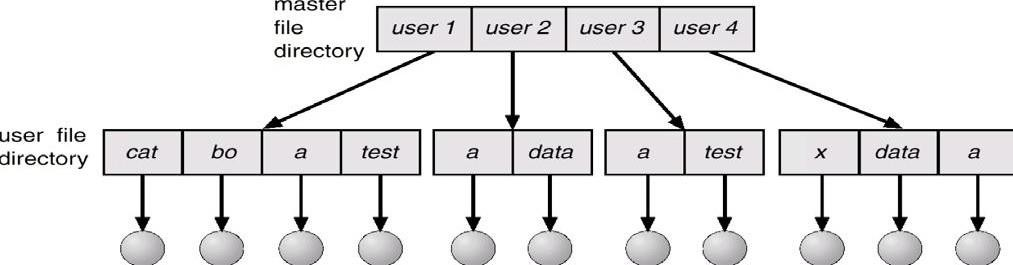 master
file
directory
user 1 user 2 user 3 user 4
user file
directory
cat bo a test a data a test x data a